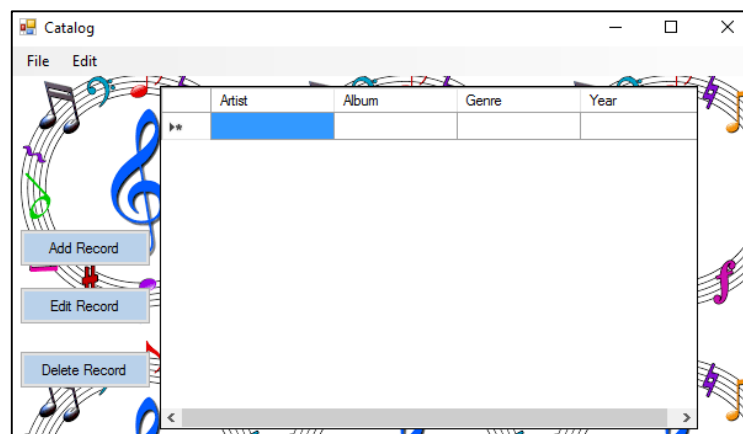 Catalog
File Edit
Artist Album Genre Year
Add Record
Edit Record
Delete Record